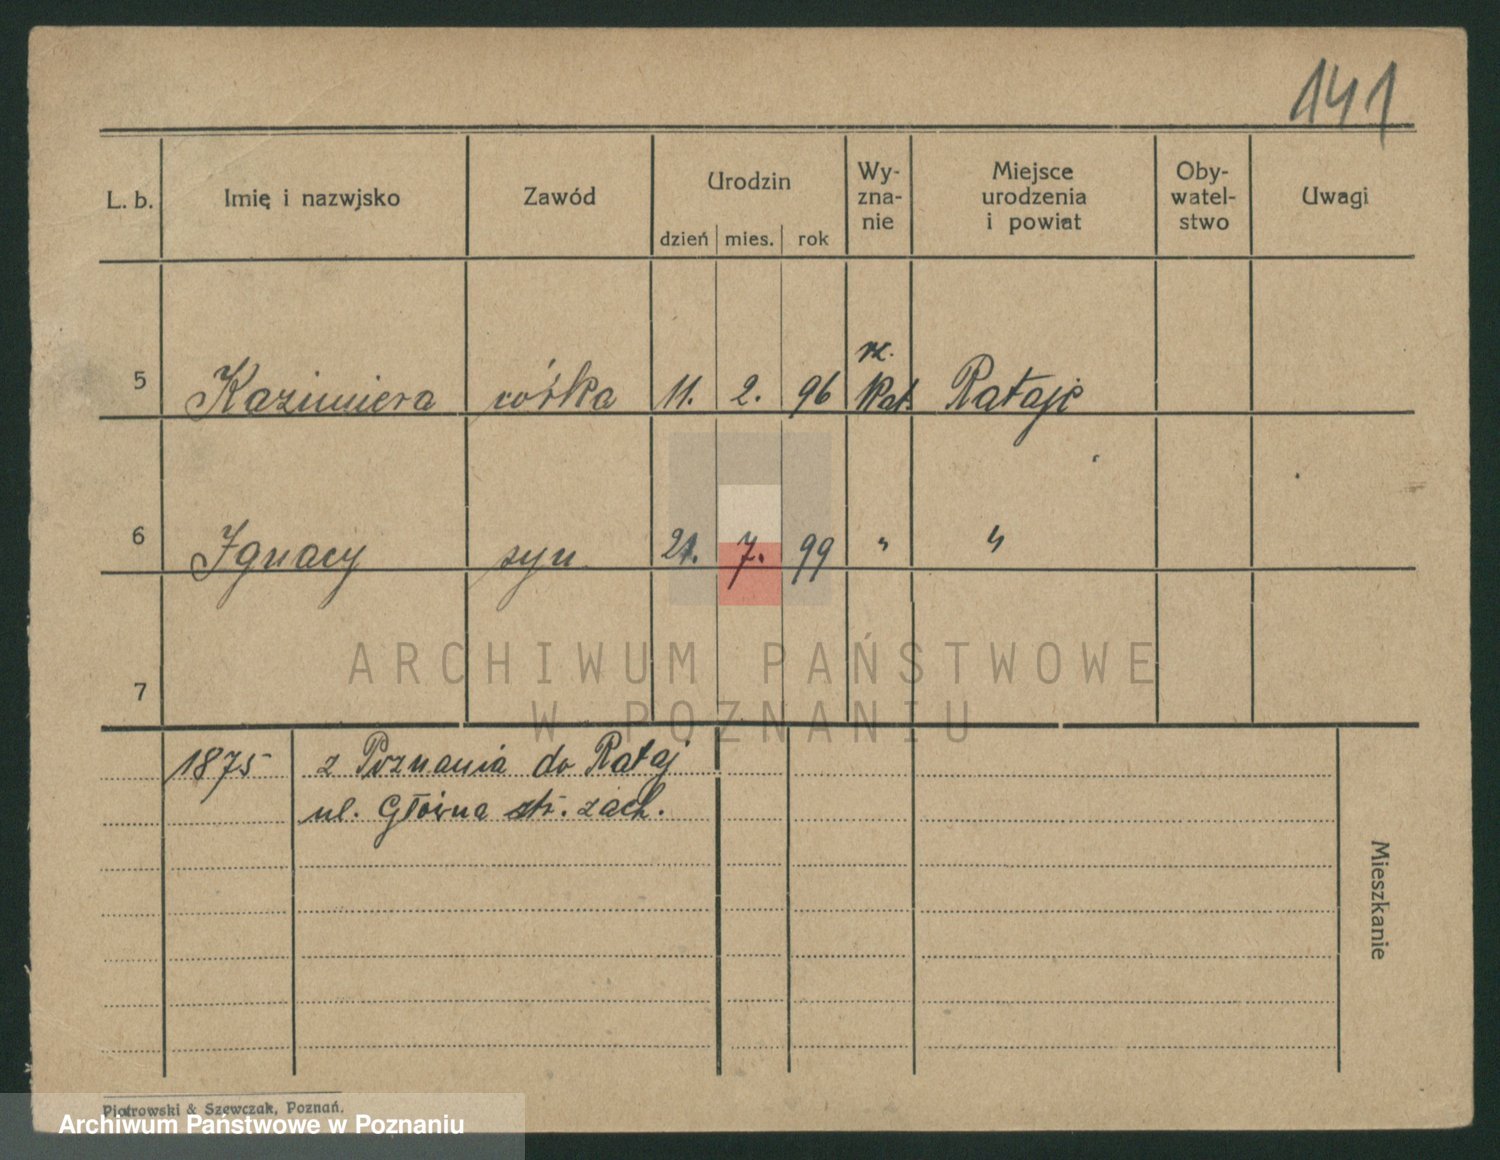 141
L. b. Imię i nazwjsko Zawód Urodzin dzień mies. rok Wy- zna- nie Miejsce urodzenia i powiat Oby- watel- stwo Uwagi
rz.
5 Kazimiera córka 11. 2. 96 kat. Rataje
6 Ignacy syn 21. 7. 99 " "
7
ARCHIWUM PAŃSTWOWE
W POZNANIU
1875 z Poznania do Rataj
ul. Główna str. zach.
Mieszkanie
Piotrowski & Szewczak, Poznań.
Archiwum Państwowe w Poznaniu